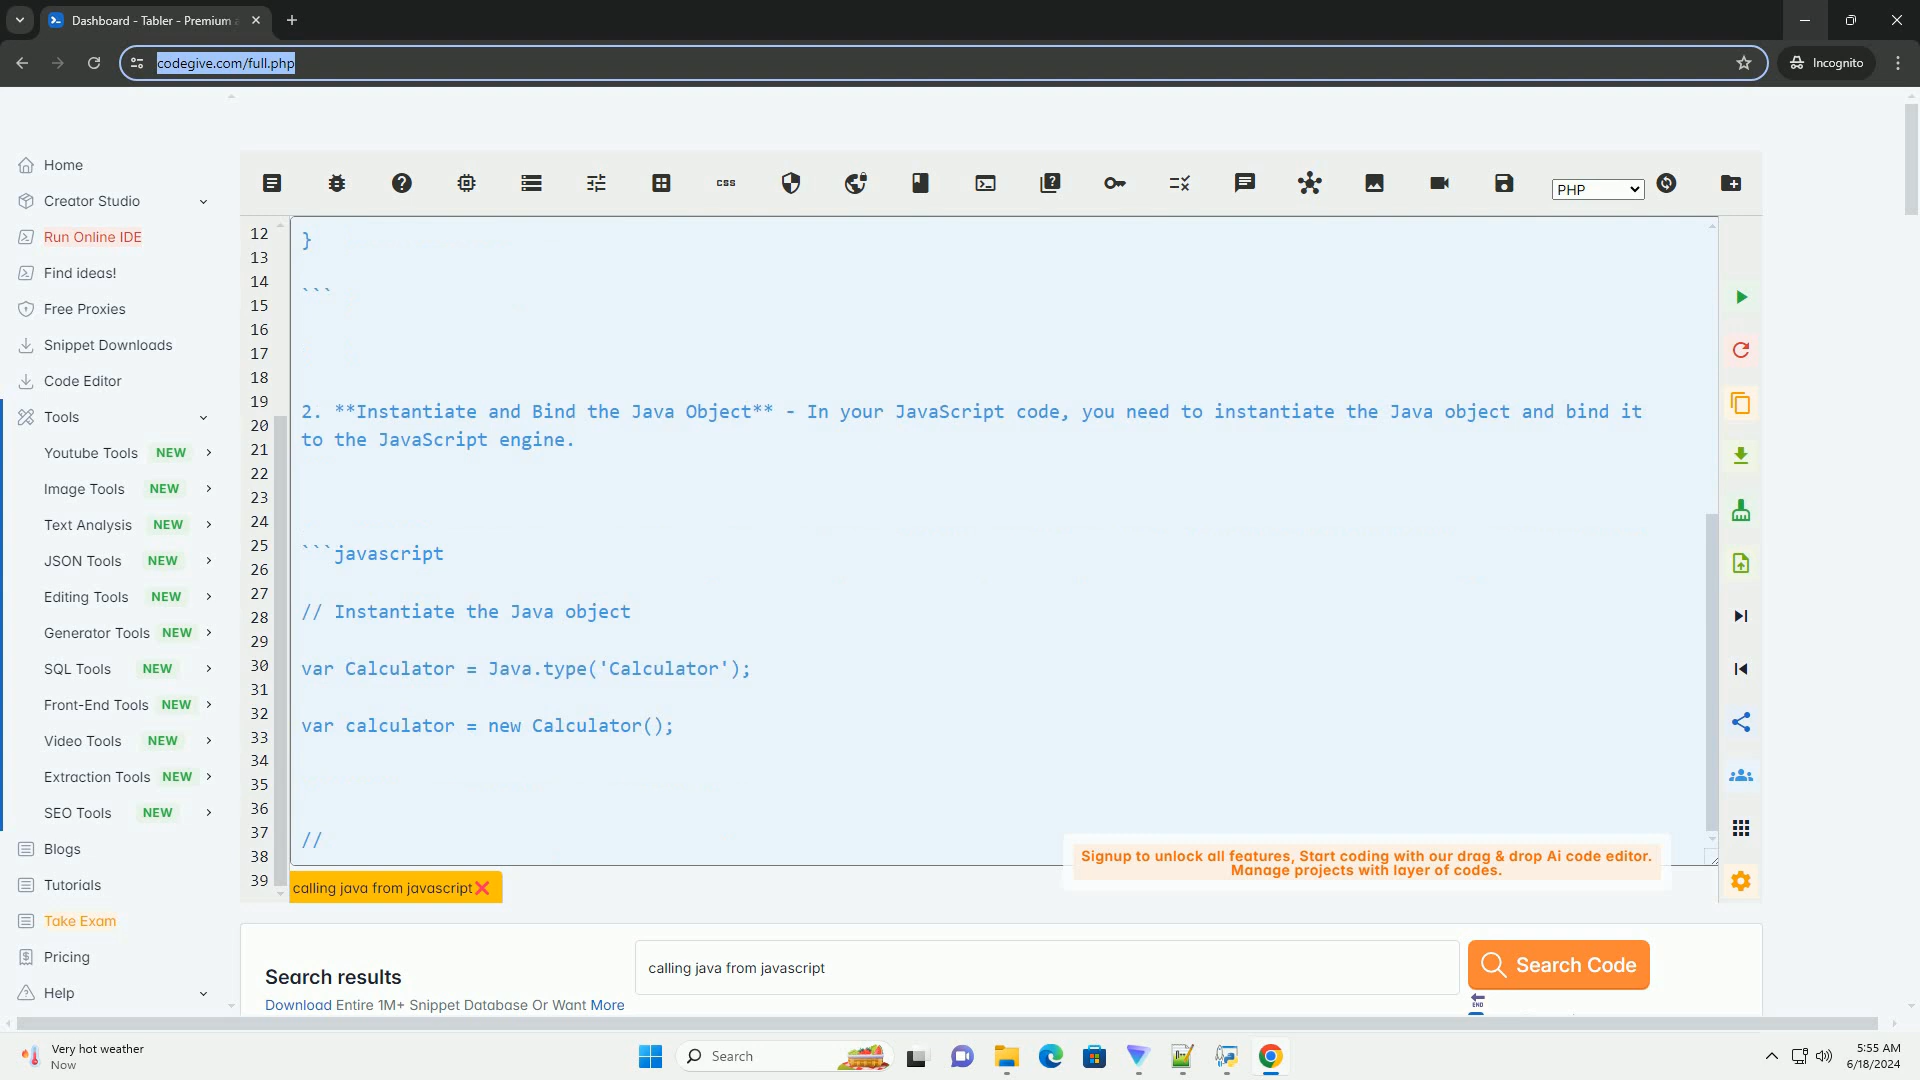 Dashboard - Tabler - Premium
codegive.com/full.php
Incognito
Home
Creator Studio
Run Online IDE
Find ideas!
Free Proxies
Snippet Downloads
Code Editor
Tools
Youtube Tools NEW
Image Tools NEW
Text Analysis NEW
JSON Tools NEW
Editing Tools NEW
Generator Tools NEW
SQL Tools NEW
Front-End Tools NEW
Video Tools NEW
Extraction Tools NEW
SEO Tools NEW
Blogs
Tutorials
Take Exam
Pricing
Help
css
PHP
12
13
14
15
16
17
18
19
20
21
22
23
24
25
26
27
28
29
30
31
32
33
34
35
36
37
38
39
}
```
2. **Instantiate and Bind the Java Object** - In your JavaScript code, you need to instantiate the Java object and bind it
to the JavaScript engine.
```javascript
// Instantiate the Java object
var Calculator = Java.type('Calculator');
var calculator = new Calculator();
//
Signup to unlock all features, Start coding with our drag & drop Ai code editor.
Manage projects with layer of codes.
calling java from javascript
Search results
calling java from javascript
Search Code
Download Entire 1M+ Snippet Database Or Want More
END
Very hot weather
Now
Search
5:55 AM
6/18/2024